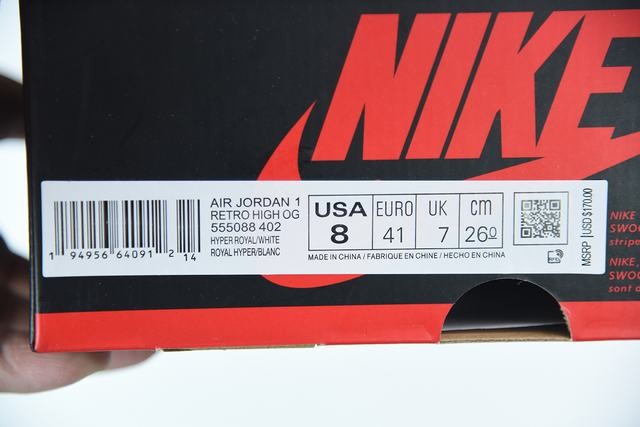 NIKE
AIR JORDAN 1
RETRO HIGH OG
555088 402
HYPER ROYAL/WHITE
ROYAL HYPER/BLANC
1 94956 64091 2 14
USA EURO UK cm
8 41 7 26.0
MADE IN CHINA / FABRIQUE EN CHINE / HECHO EN CHINA
MSRP |USD $170.00
NIKE
SWOO
stripe
NIKE,
SWOO
sont d